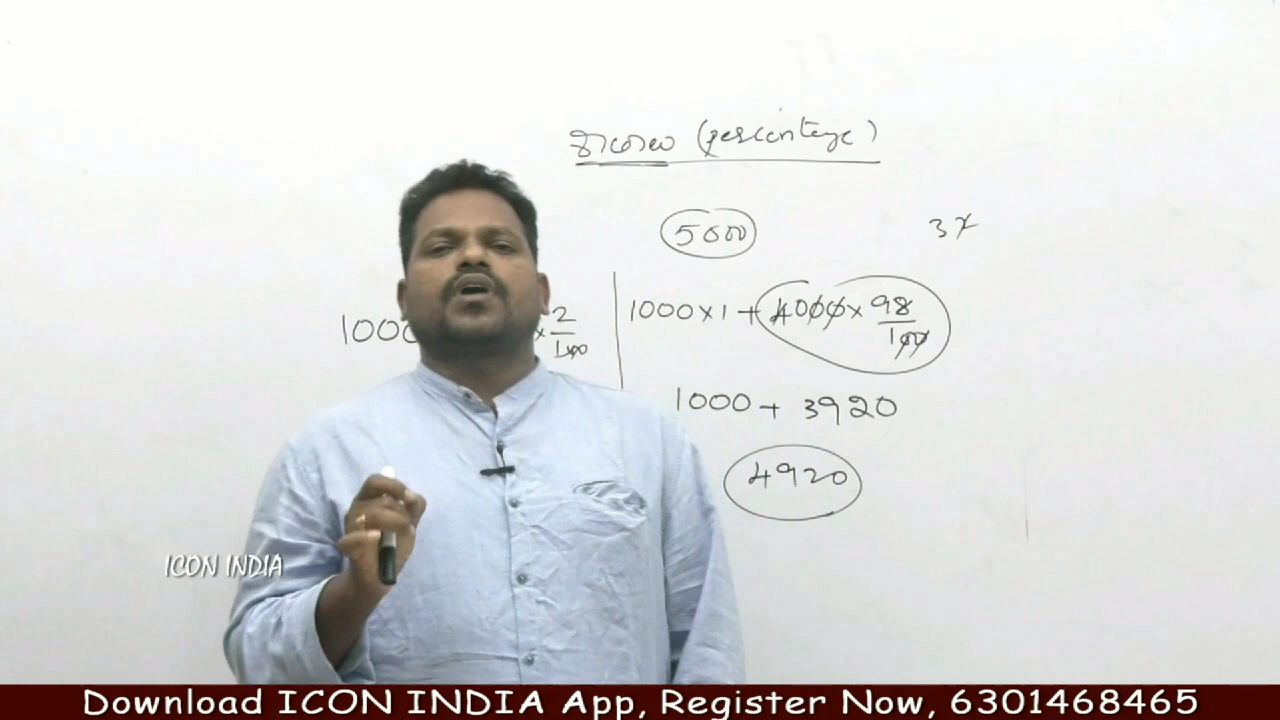 శాతాలు (percentage)
5000
3%
1000
× 2/100
1000×1 + 4000 × 98/100
1000 + 3920
4920
ICON INDIA
Download ICON INDIA App, Register Now, 6301468465